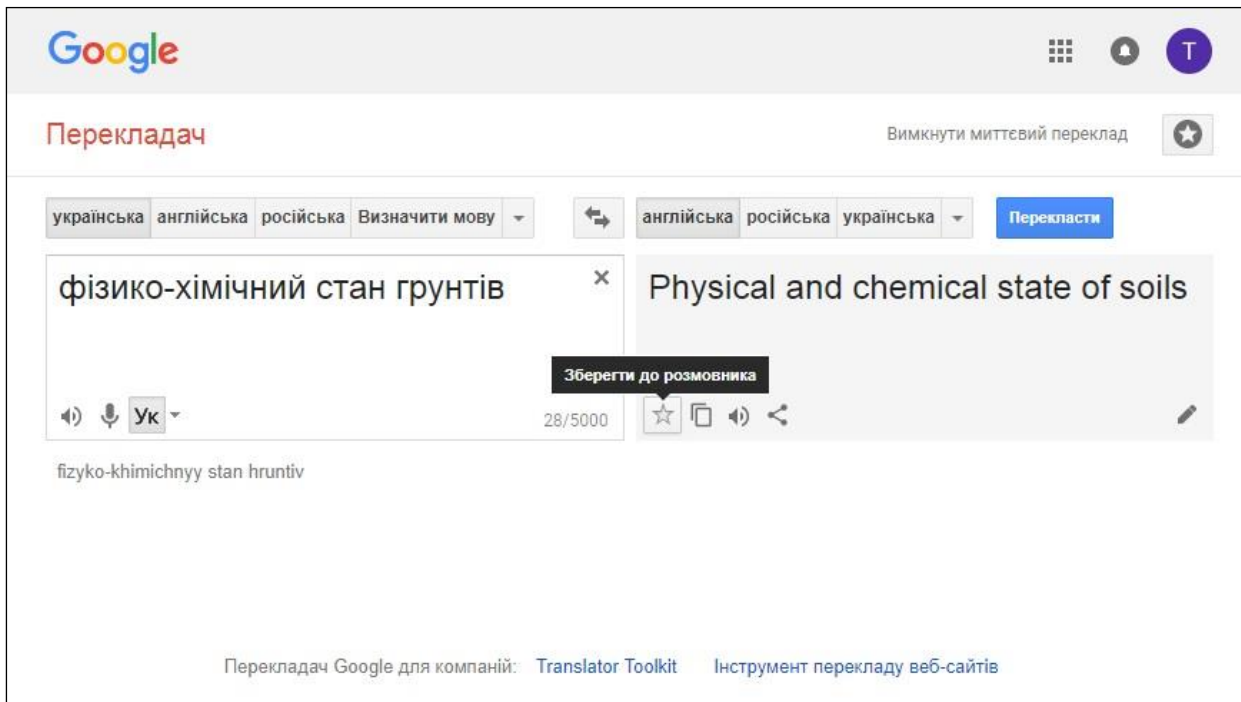 Google
T
Перекладач
Вимкнути миттєвий переклад
українська англійська російська Визначити мову
англійська російська українська
Перекласти
фізико-хімічний стан грунтів
Physical and chemical state of soils
Зберегти до розмовника
Ук
28/5000
fizyko-khimichnyy stan hruntiv
Перекладач Google для компаній: Translator Toolkit Інструмент перекладу веб-сайтів